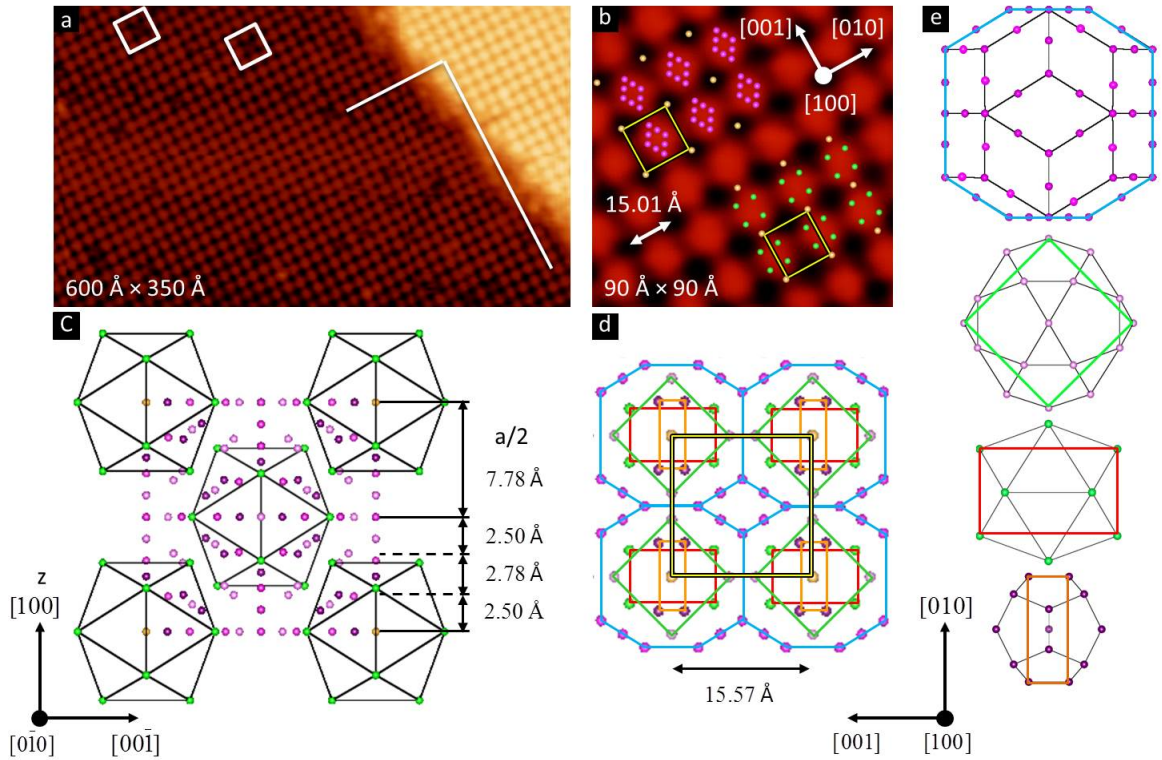 a
600 Å × 350 Å
b
[001]
[010]
[100]
15.01 Å
90 Å × 90 Å
e
C
a/2
7.78 Å
2.50 Å
2.78 Å
2.50 Å
z
[100]
[01̄0]
[001̄]
d
15.57 Å
[010]
[001]
[100]